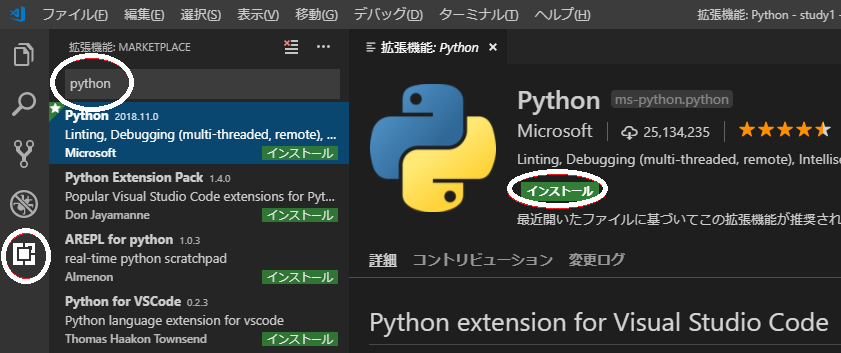 ファイル(F) 編集(E) 選択(S) 表示(V) 移動(G) デバッグ(D) ターミナル(T) ヘルプ(H) 拡張機能: Python - study1
拡張機能: MARKETPLACE
python
Python 2018.11.0
Linting, Debugging (multi-threaded, remote), ...
Microsoft インストール
Python Extension Pack 1.4.0
Popular Visual Studio Code extensions for Pyt...
Don Jayamanne インストール
AREPL for python 1.0.3
real-time python scratchpad
Almenon インストール
Python for VSCode 0.2.3
Python language extension for vscode
Thomas Haakon Townsend インストール
拡張機能: Python
Python ms-python.python
Microsoft 25,134,235
Linting, Debugging (multi-threaded, remote), Intellise
インストール
最近開いたファイルに基づいてこの拡張機能が推奨され
詳細 コントリビューション 変更ログ
Python extension for Visual Studio Code